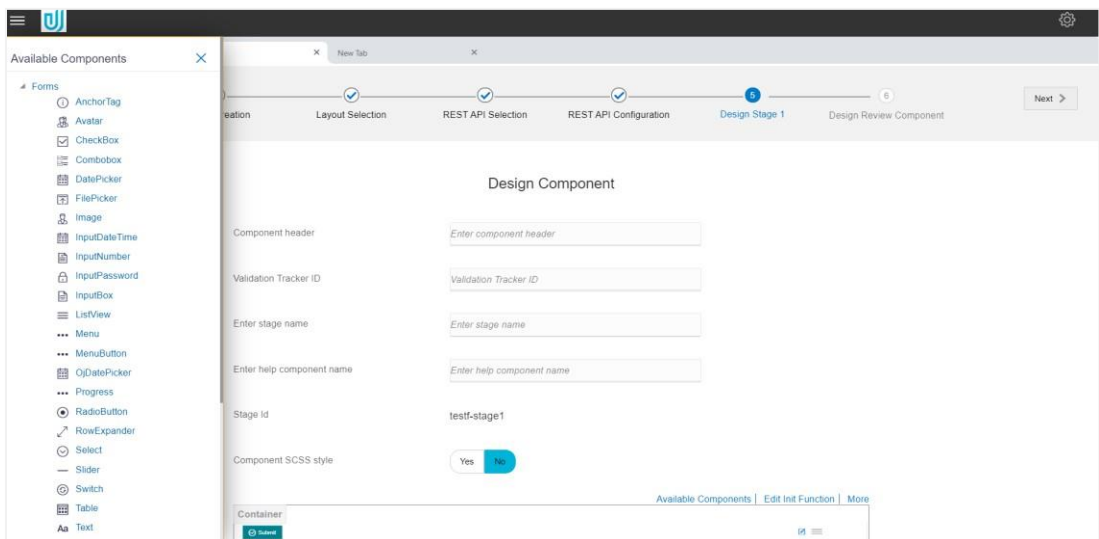 Available Components
New Tab
Forms
AnchorTag
Avatar
CheckBox
Combobox
DatePicker
FilePicker
Image
InputDateTime
InputNumber
InputPassword
InputBox
ListView
Menu
MenuButton
OjDatePicker
Progress
RadioButton
RowExpander
Select
Slider
Switch
Table
Aa Text
eation
Layout Selection
REST API Selection
REST API Configuration
5
Design Stage 1
6
Design Review Component
Next
Design Component
Component header
Enter component header
Validation Tracker ID
Validation Tracker ID
Enter stage name
Enter stage name
Enter help component name
Enter help component name
Stage Id
testf-stage1
Component SCSS style
Yes No
Available Components | Edit Init Function | More
Container
Submit